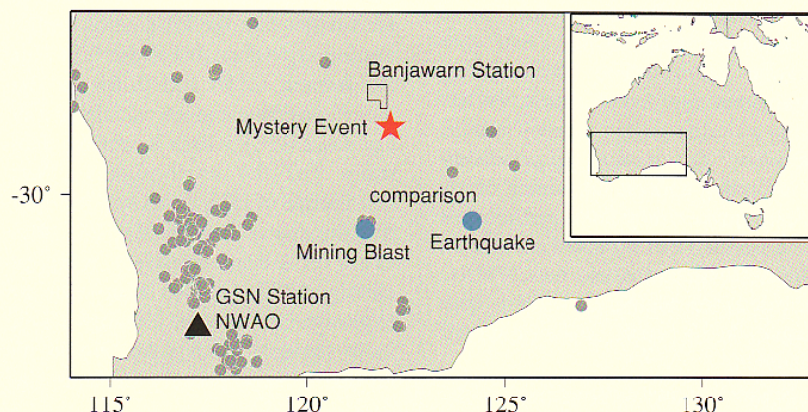 Banjawarn Station
Mystery Event
-30°
comparison
Mining Blast
Earthquake
GSN Station
NWAO
115° 120° 125° 130°